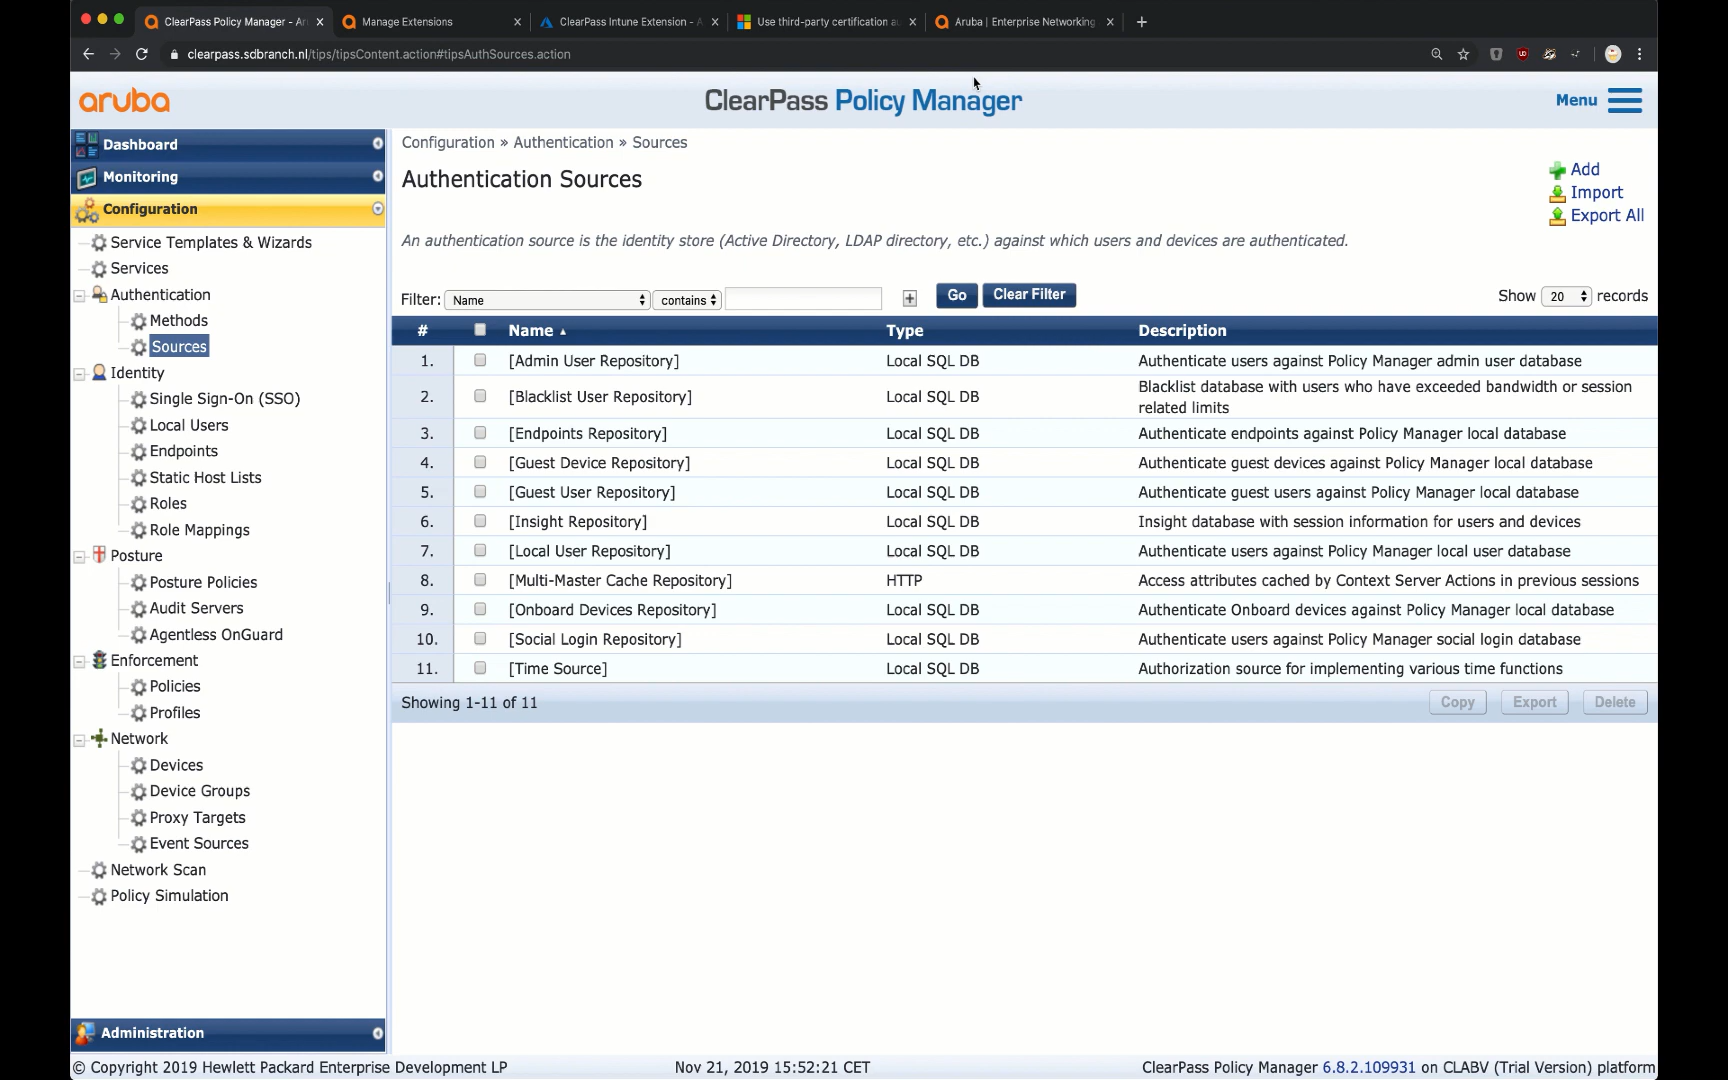 ClearPass Policy Manager - Ar
Manage Extensions
ClearPass Intune Extension - A
Use third-party certification au
Aruba | Enterprise Networking
clearpass.sdbranch.nl/tips/tipsContent.action#tipsAuthSources.action
aruba
ClearPass Policy Manager
Menu
Dashboard
Monitoring
Configuration
Service Templates & Wizards
Services
Authentication
Methods
Sources
Identity
Single Sign-On (SSO)
Local Users
Endpoints
Static Host Lists
Roles
Role Mappings
Posture
Posture Policies
Audit Servers
Agentless OnGuard
Enforcement
Policies
Profiles
Network
Devices
Device Groups
Proxy Targets
Event Sources
Network Scan
Policy Simulation
Administration
Configuration » Authentication » Sources
Authentication Sources
Add
Import
Export All
An authentication source is the identity store (Active Directory, LDAP directory, etc.) against which users and devices are authenticated.
Filter: Name contains + Go Clear Filter Show 20 records
# Name Type Description
1. [Admin User Repository] Local SQL DB Authenticate users against Policy Manager admin user database
2. [Blacklist User Repository] Local SQL DB Blacklist database with users who have exceeded bandwidth or session
related limits
3. [Endpoints Repository] Local SQL DB Authenticate endpoints against Policy Manager local database
4. [Guest Device Repository] Local SQL DB Authenticate guest devices against Policy Manager local database
5. [Guest User Repository] Local SQL DB Authenticate guest users against Policy Manager local database
6. [Insight Repository] Local SQL DB Insight database with session information for users and devices
7. [Local User Repository] Local SQL DB Authenticate users against Policy Manager local user database
8. [Multi-Master Cache Repository] HTTP Access attributes cached by Context Server Actions in previous sessions
9. [Onboard Devices Repository] Local SQL DB Authenticate Onboard devices against Policy Manager local database
10. [Social Login Repository] Local SQL DB Authenticate users against Policy Manager social login database
11. [Time Source] Local SQL DB Authorization source for implementing various time functions
Showing 1-11 of 11 Copy Export Delete
© Copyright 2019 Hewlett Packard Enterprise Development LP Nov 21, 2019 15:52:21 CET ClearPass Policy Manager 6.8.2.109931 on CLABV (Trial Version) platform